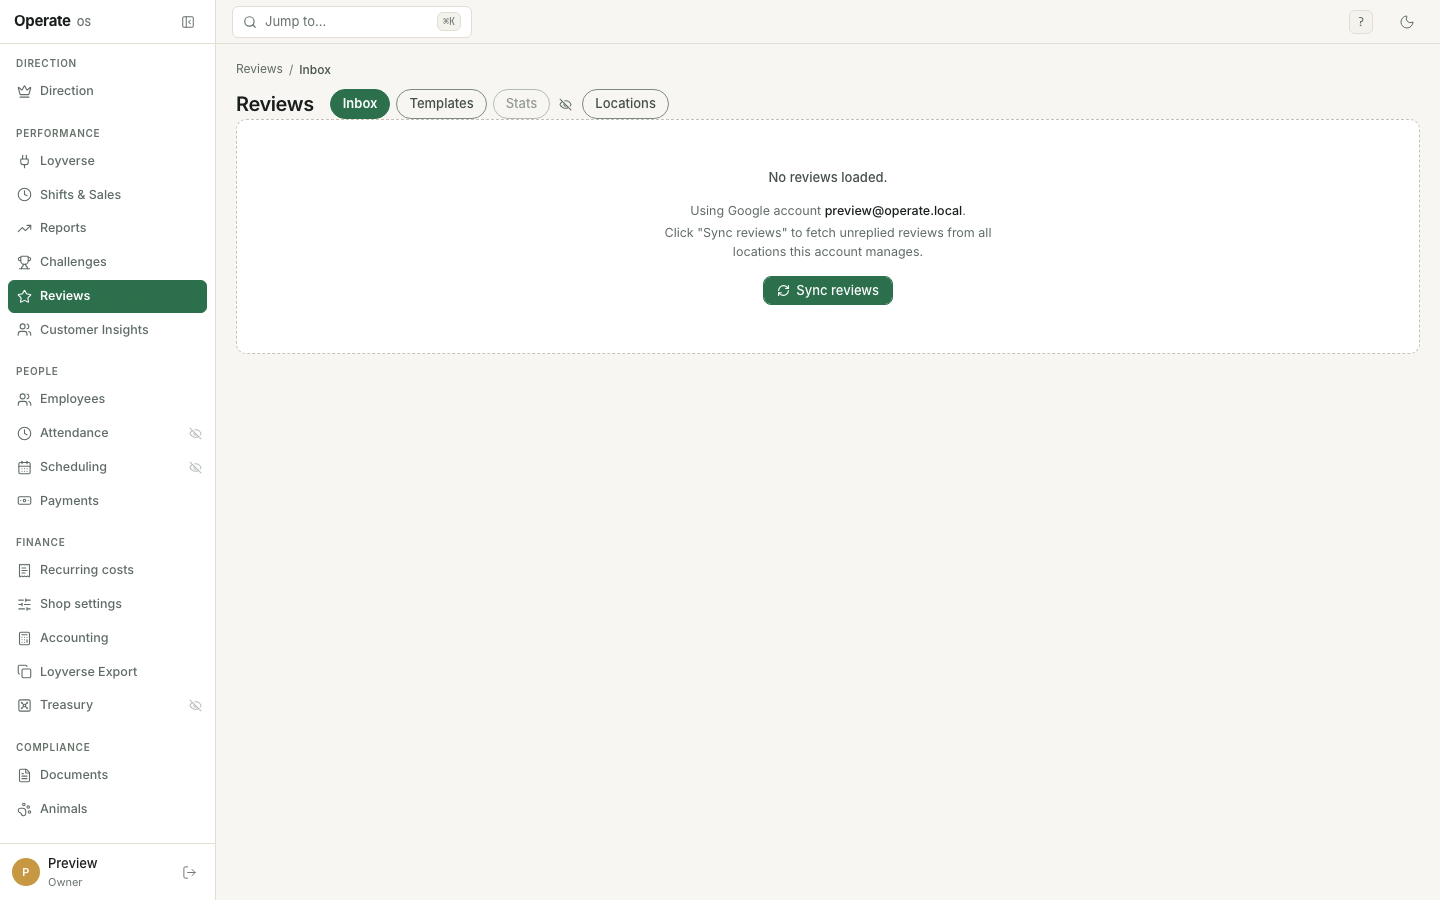 Operate os
Jump to...
⌘K
?
DIRECTION
Direction
PERFORMANCE
Loyverse
Shifts & Sales
Reports
Challenges
Reviews
Customer Insights
PEOPLE
Employees
Attendance
Scheduling
Payments
FINANCE
Recurring costs
Shop settings
Accounting
Loyverse Export
Treasury
COMPLIANCE
Documents
Animals
P
Preview
Owner
Reviews / Inbox
Reviews
Inbox
Templates
Stats
Locations
No reviews loaded.
Using Google account preview@operate.local.
Click "Sync reviews" to fetch unreplied reviews from all
locations this account manages.
Sync reviews